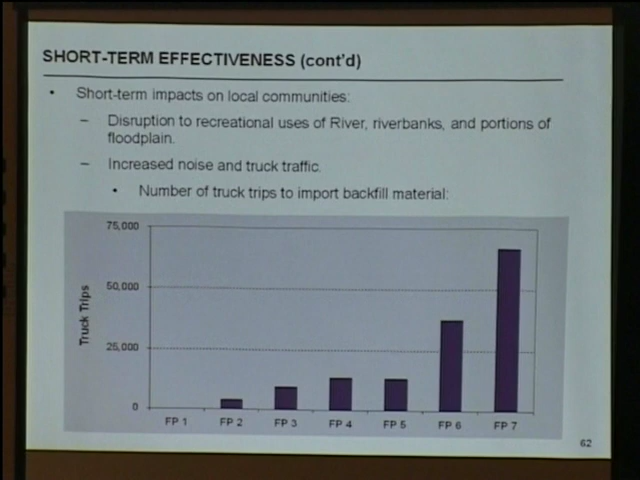 SHORT-TERM EFFECTIVENESS (cont'd)
• Short-term impacts on local communities:
– Disruption to recreational uses of River, riverbanks, and portions of
floodplain.
– Increased noise and truck traffic.
• Number of truck trips to import backfill material:
75,000
50,000
25,000
0
Truck Trips
FP 1 FP 2 FP 3 FP 4 FP 5 FP 6 FP 7
62